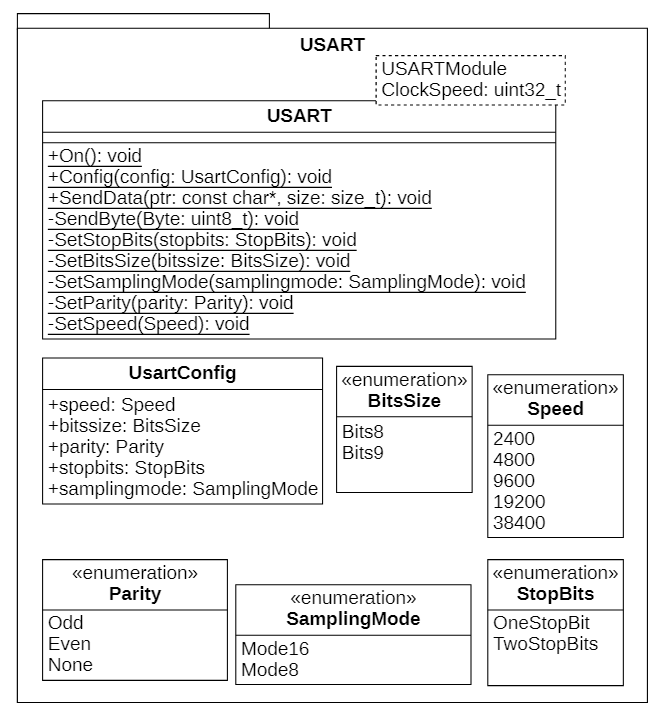 USART
USARTModule
ClockSpeed: uint32_t
USART
+On(): void
+Config(config: UsartConfig): void
+SendData(ptr: const char*, size: size_t): void
-SendByte(Byte: uint8_t): void
-SetStopBits(stopbits: StopBits): void
-SetBitsSize(bitssize: BitsSize): void
-SetSamplingMode(samplingmode: SamplingMode): void
-SetParity(parity: Parity): void
-SetSpeed(Speed): void
UsartConfig
+speed: Speed
+bitssize: BitsSize
+parity: Parity
+stopbits: StopBits
+samplingmode: SamplingMode
«enumeration»
BitsSize
Bits8
Bits9
«enumeration»
Speed
2400
4800
9600
19200
38400
«enumeration»
Parity
Odd
Even
None
«enumeration»
SamplingMode
Mode16
Mode8
«enumeration»
StopBits
OneStopBit
TwoStopBits